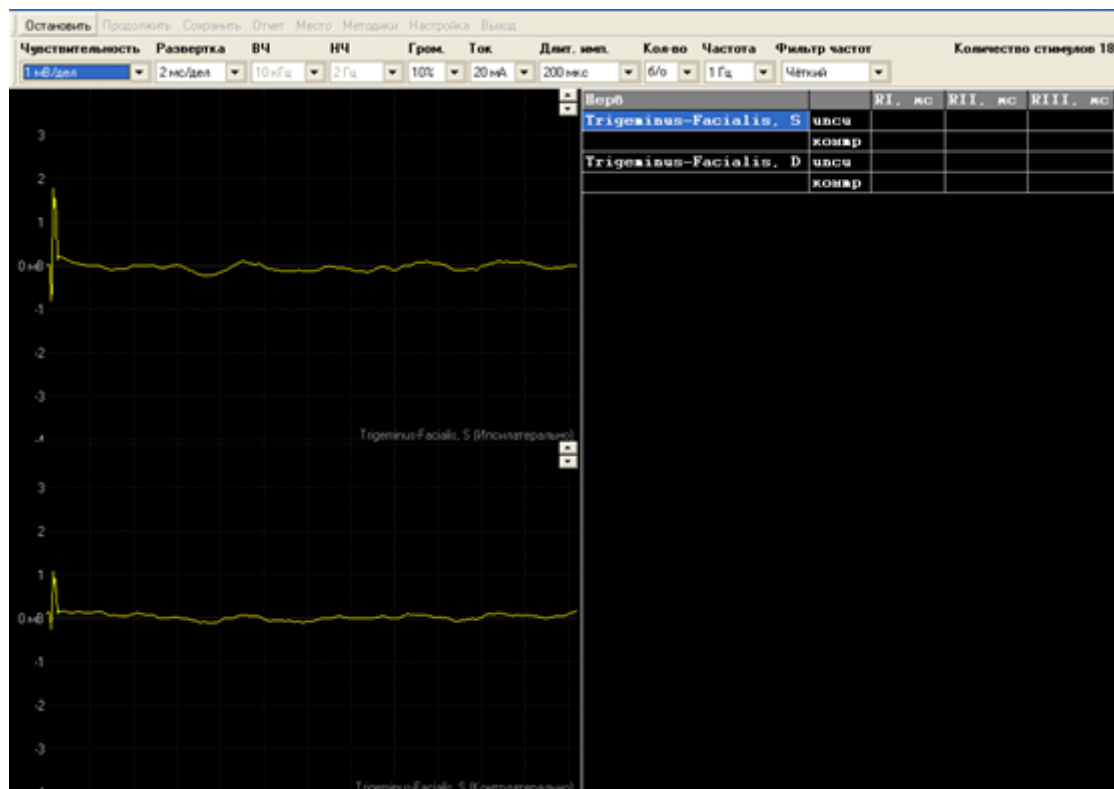 Остановить Продолжить Сохранить Отчет Место Методики Настройка Выход
Чувствительность Развертка ВЧ НЧ Гром. Ток Длит. имп. Кол-во Частота Фильтр частот Количество стимулов 18
1 мВ/дел 2 мс/дел 10 кГц 2 Гц 10% 20 мА 200 мкс б/о 1 Гц Чёткий
Нерв RI, мс RII, мс RIII, мс
Trigeminus-Facialis, S ипси
контр
Trigeminus-Facialis, D ипси
контр
3
2
1
0 мВ
-1
-2
-3
-4
Trigeminus-Facialis, S (Ипсилатерально)
3
2
1
0 мВ
-1
-2
-3
-4
Trigeminus-Facialis, S (Контрлатерально)